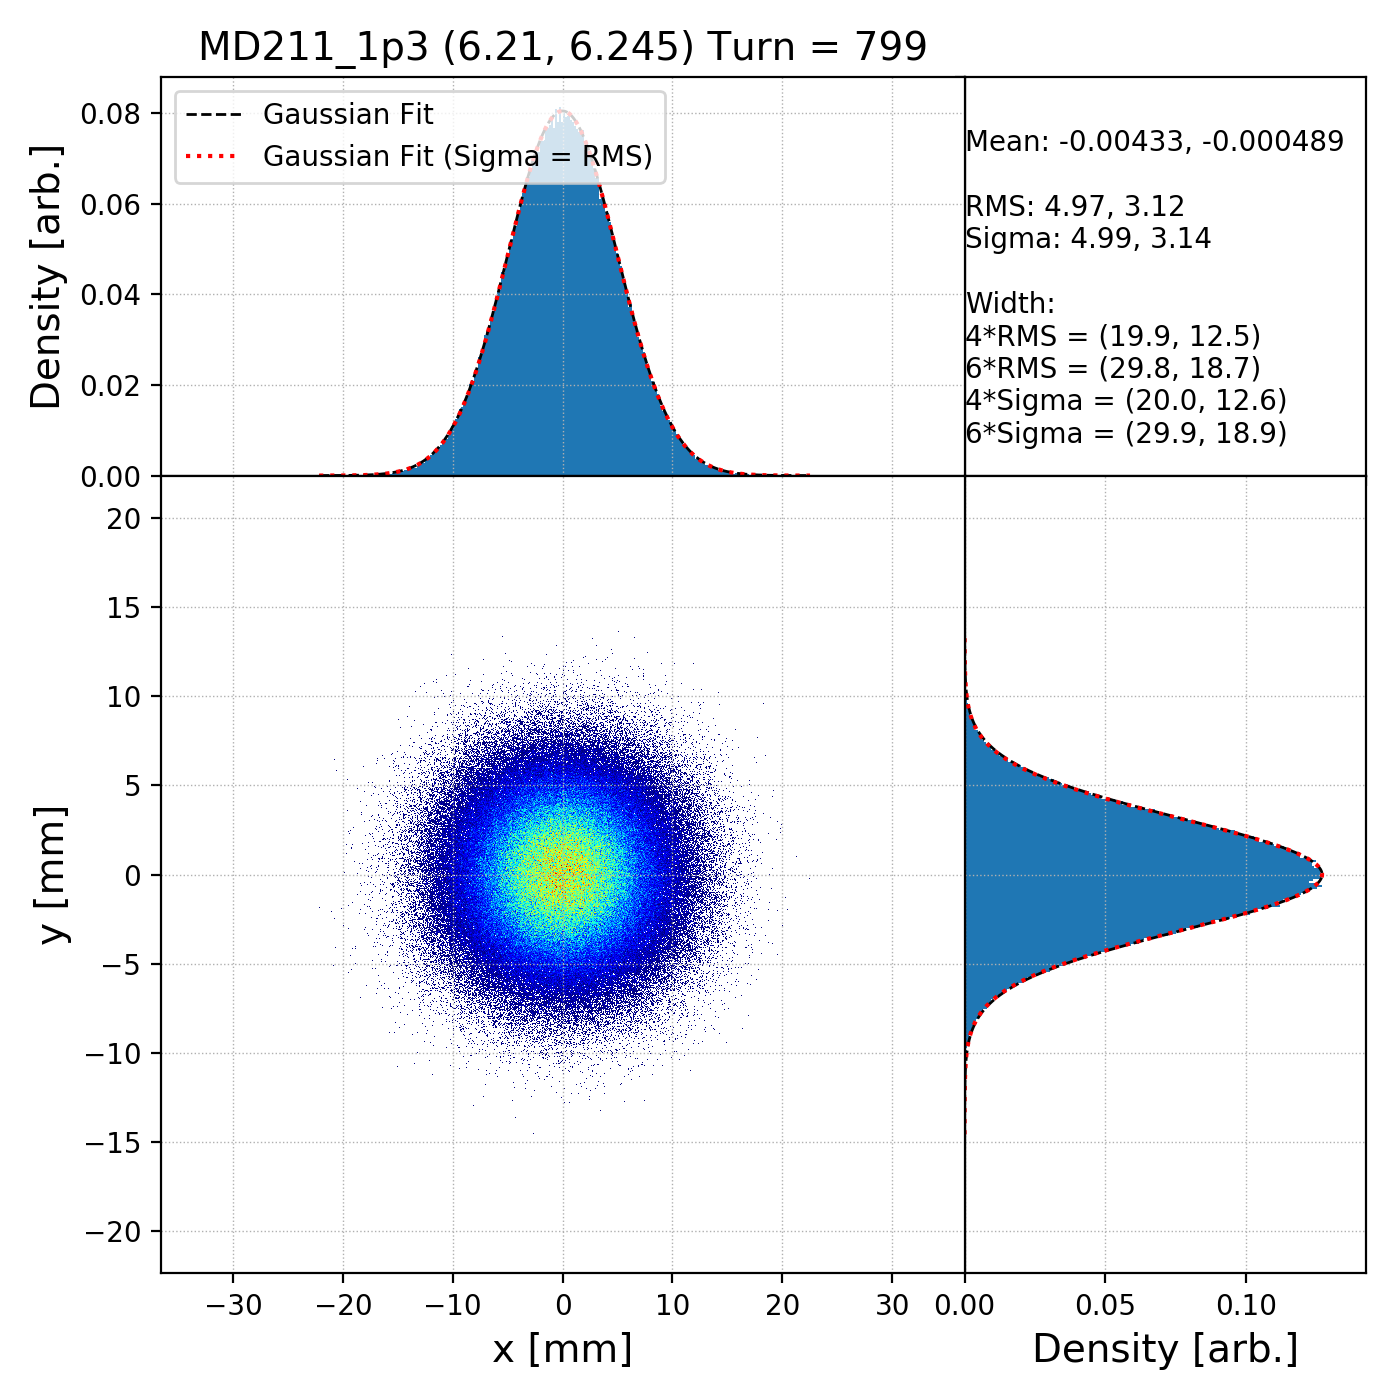 MD211_1p3 (6.21, 6.245) Turn = 799
Gaussian Fit
Gaussian Fit (Sigma = RMS)
Density [arb.]
0.08
0.06
0.04
0.02
0.00
Mean: -0.00433, -0.000489
RMS: 4.97, 3.12
Sigma: 4.99, 3.14
Width:
4*RMS = (19.9, 12.5)
6*RMS = (29.8, 18.7)
4*Sigma = (20.0, 12.6)
6*Sigma = (29.9, 18.9)
y [mm]
20
15
10
5
0
−5
−10
−15
−20
−30 −20 −10 0 10 20 30
x [mm]
0.00 0.05 0.10
Density [arb.]